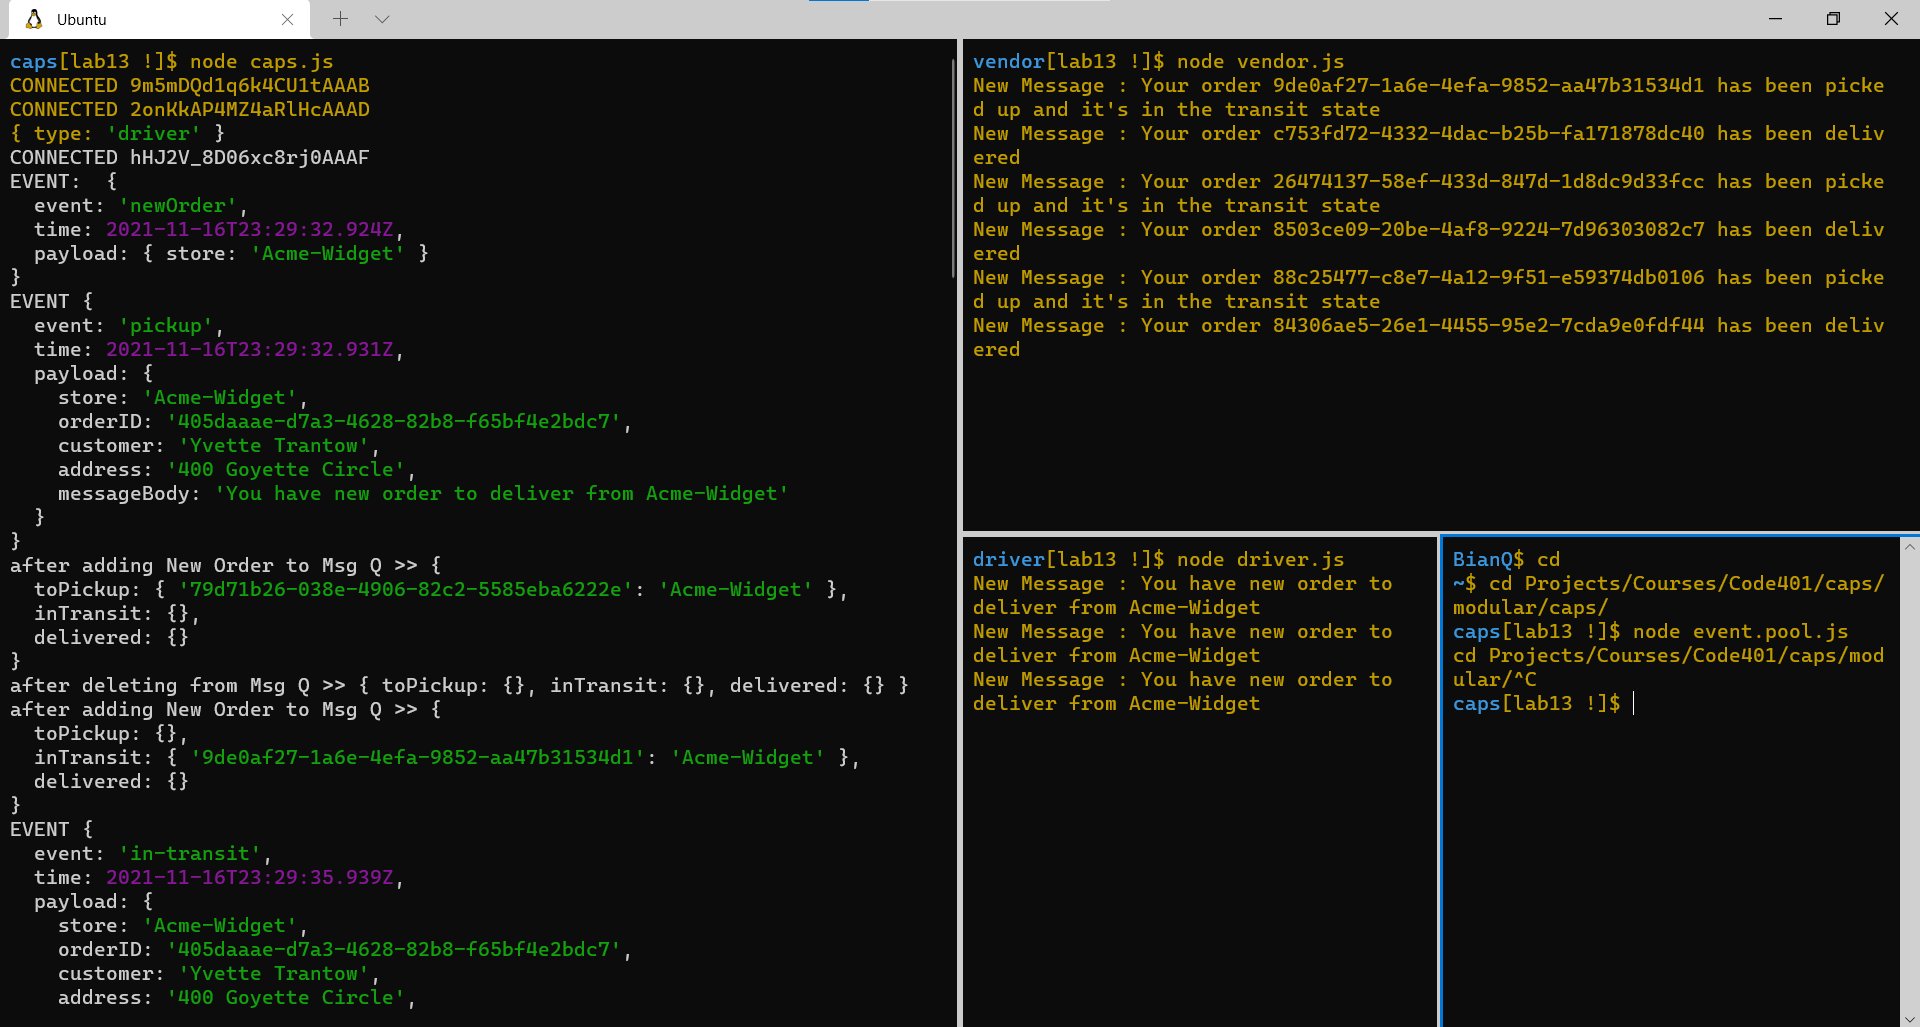 Ubuntu
caps[lab13 !]$ node caps.js
CONNECTED 9m5mDQd1q6k4CU1tAAAB
CONNECTED 2onKkAP4MZ4aRlHcAAAD
{ type: 'driver' }
CONNECTED hHJ2V_8D06xc8rj0AAAF
EVENT:  {
  event: 'newOrder',
  time: 2021-11-16T23:29:32.924Z,
  payload: { store: 'Acme-Widget' }
}
EVENT {
  event: 'pickup',
  time: 2021-11-16T23:29:32.931Z,
  payload: {
    store: 'Acme-Widget',
    orderID: '405daaae-d7a3-4628-82b8-f65bf4e2bdc7',
    customer: 'Yvette Trantow',
    address: '400 Goyette Circle',
    messageBody: 'You have new order to deliver from Acme-Widget'
  }
}
after adding New Order to Msg Q >> {
  toPickup: { '79d71b26-038e-4906-82c2-5585eba6222e': 'Acme-Widget' },
  inTransit: {},
  delivered: {}
}
after deleting from Msg Q >> { toPickup: {}, inTransit: {}, delivered: {} }
after adding New Order to Msg Q >> {
  toPickup: {},
  inTransit: { '9de0af27-1a6e-4efa-9852-aa47b31534d1': 'Acme-Widget' },
  delivered: {}
}
EVENT {
  event: 'in-transit',
  time: 2021-11-16T23:29:35.939Z,
  payload: {
    store: 'Acme-Widget',
    orderID: '405daaae-d7a3-4628-82b8-f65bf4e2bdc7',
    customer: 'Yvette Trantow',
    address: '400 Goyette Circle',
vendor[lab13 !]$ node vendor.js
New Message : Your order 9de0af27-1a6e-4efa-9852-aa47b31534d1 has been picke
d up and it's in the transit state
New Message : Your order c753fd72-4332-4dac-b25b-fa171878dc40 has been deliv
ered
New Message : Your order 26474137-58ef-433d-847d-1d8dc9d33fcc has been picke
d up and it's in the transit state
New Message : Your order 8503ce09-20be-4af8-9224-7d96303082c7 has been deliv
ered
New Message : Your order 88c25477-c8e7-4a12-9f51-e59374db0106 has been picke
d up and it's in the transit state
New Message : Your order 84306ae5-26e1-4455-95e2-7cda9e0fdf44 has been deliv
ered
driver[lab13 !]$ node driver.js
New Message : You have new order to
deliver from Acme-Widget
New Message : You have new order to
deliver from Acme-Widget
New Message : You have new order to
deliver from Acme-Widget
BianQ$ cd
~$ cd Projects/Courses/Code401/caps/
modular/caps/
caps[lab13 !]$ node event.pool.js
cd Projects/Courses/Code401/caps/mod
ular/^C
caps[lab13 !]$